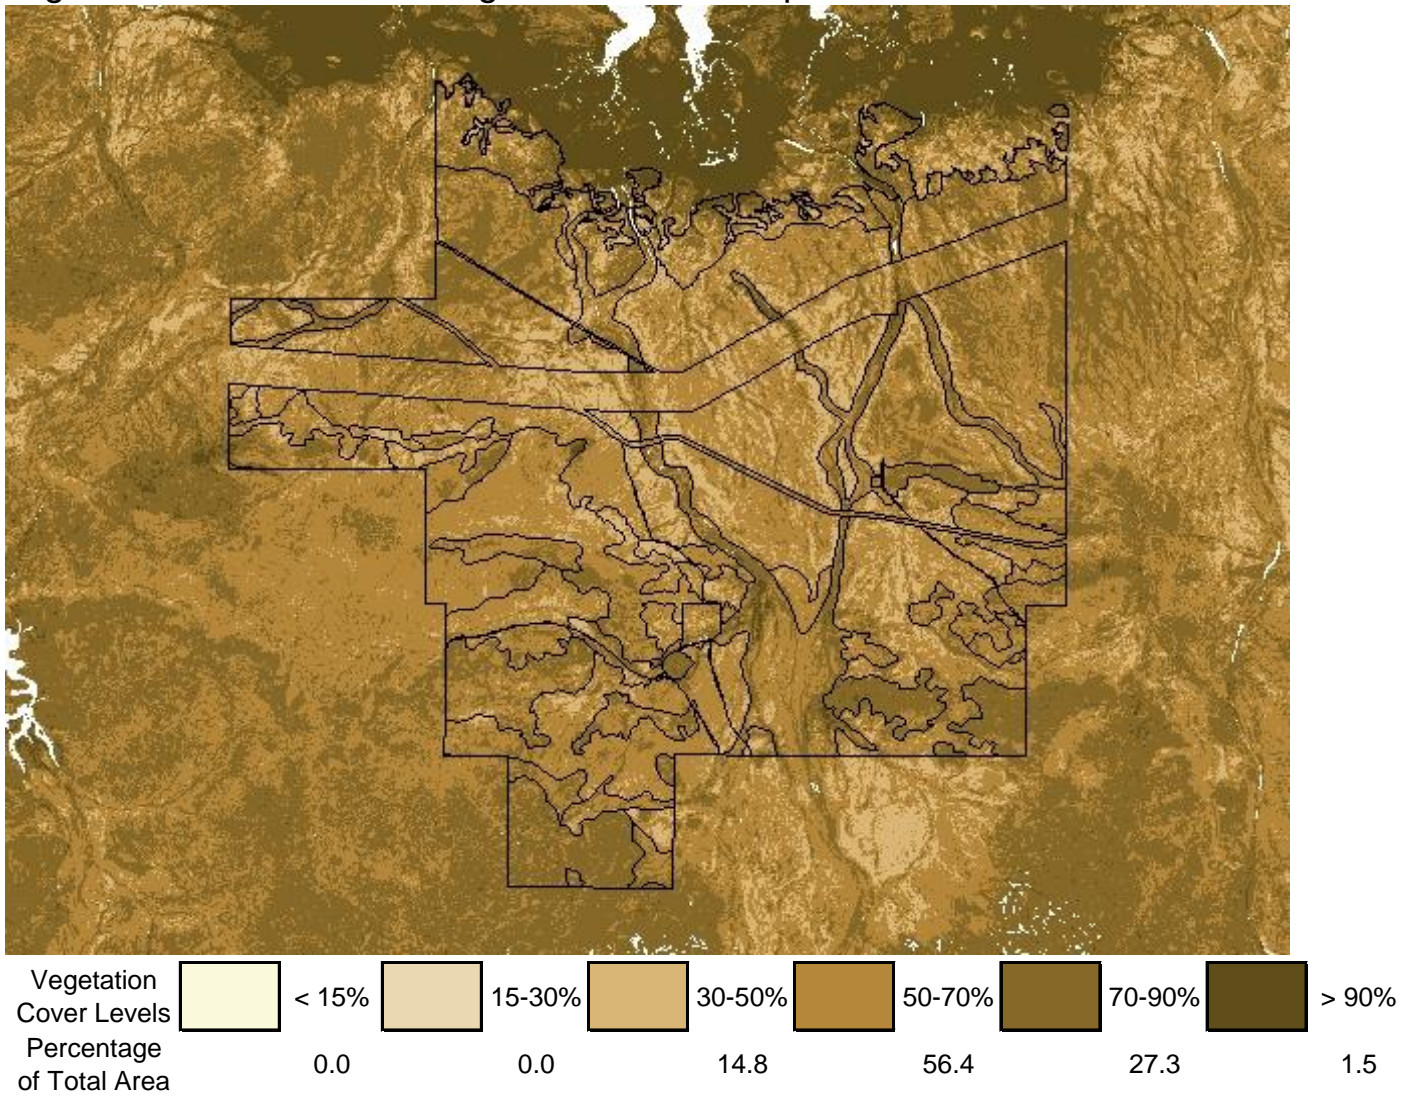 Vegetation
Cover Levels
< 15% 15-30% 30-50% 50-70% 70-90% > 90%
Percentage
of Total Area
0.0 0.0 14.8 56.4 27.3 1.5